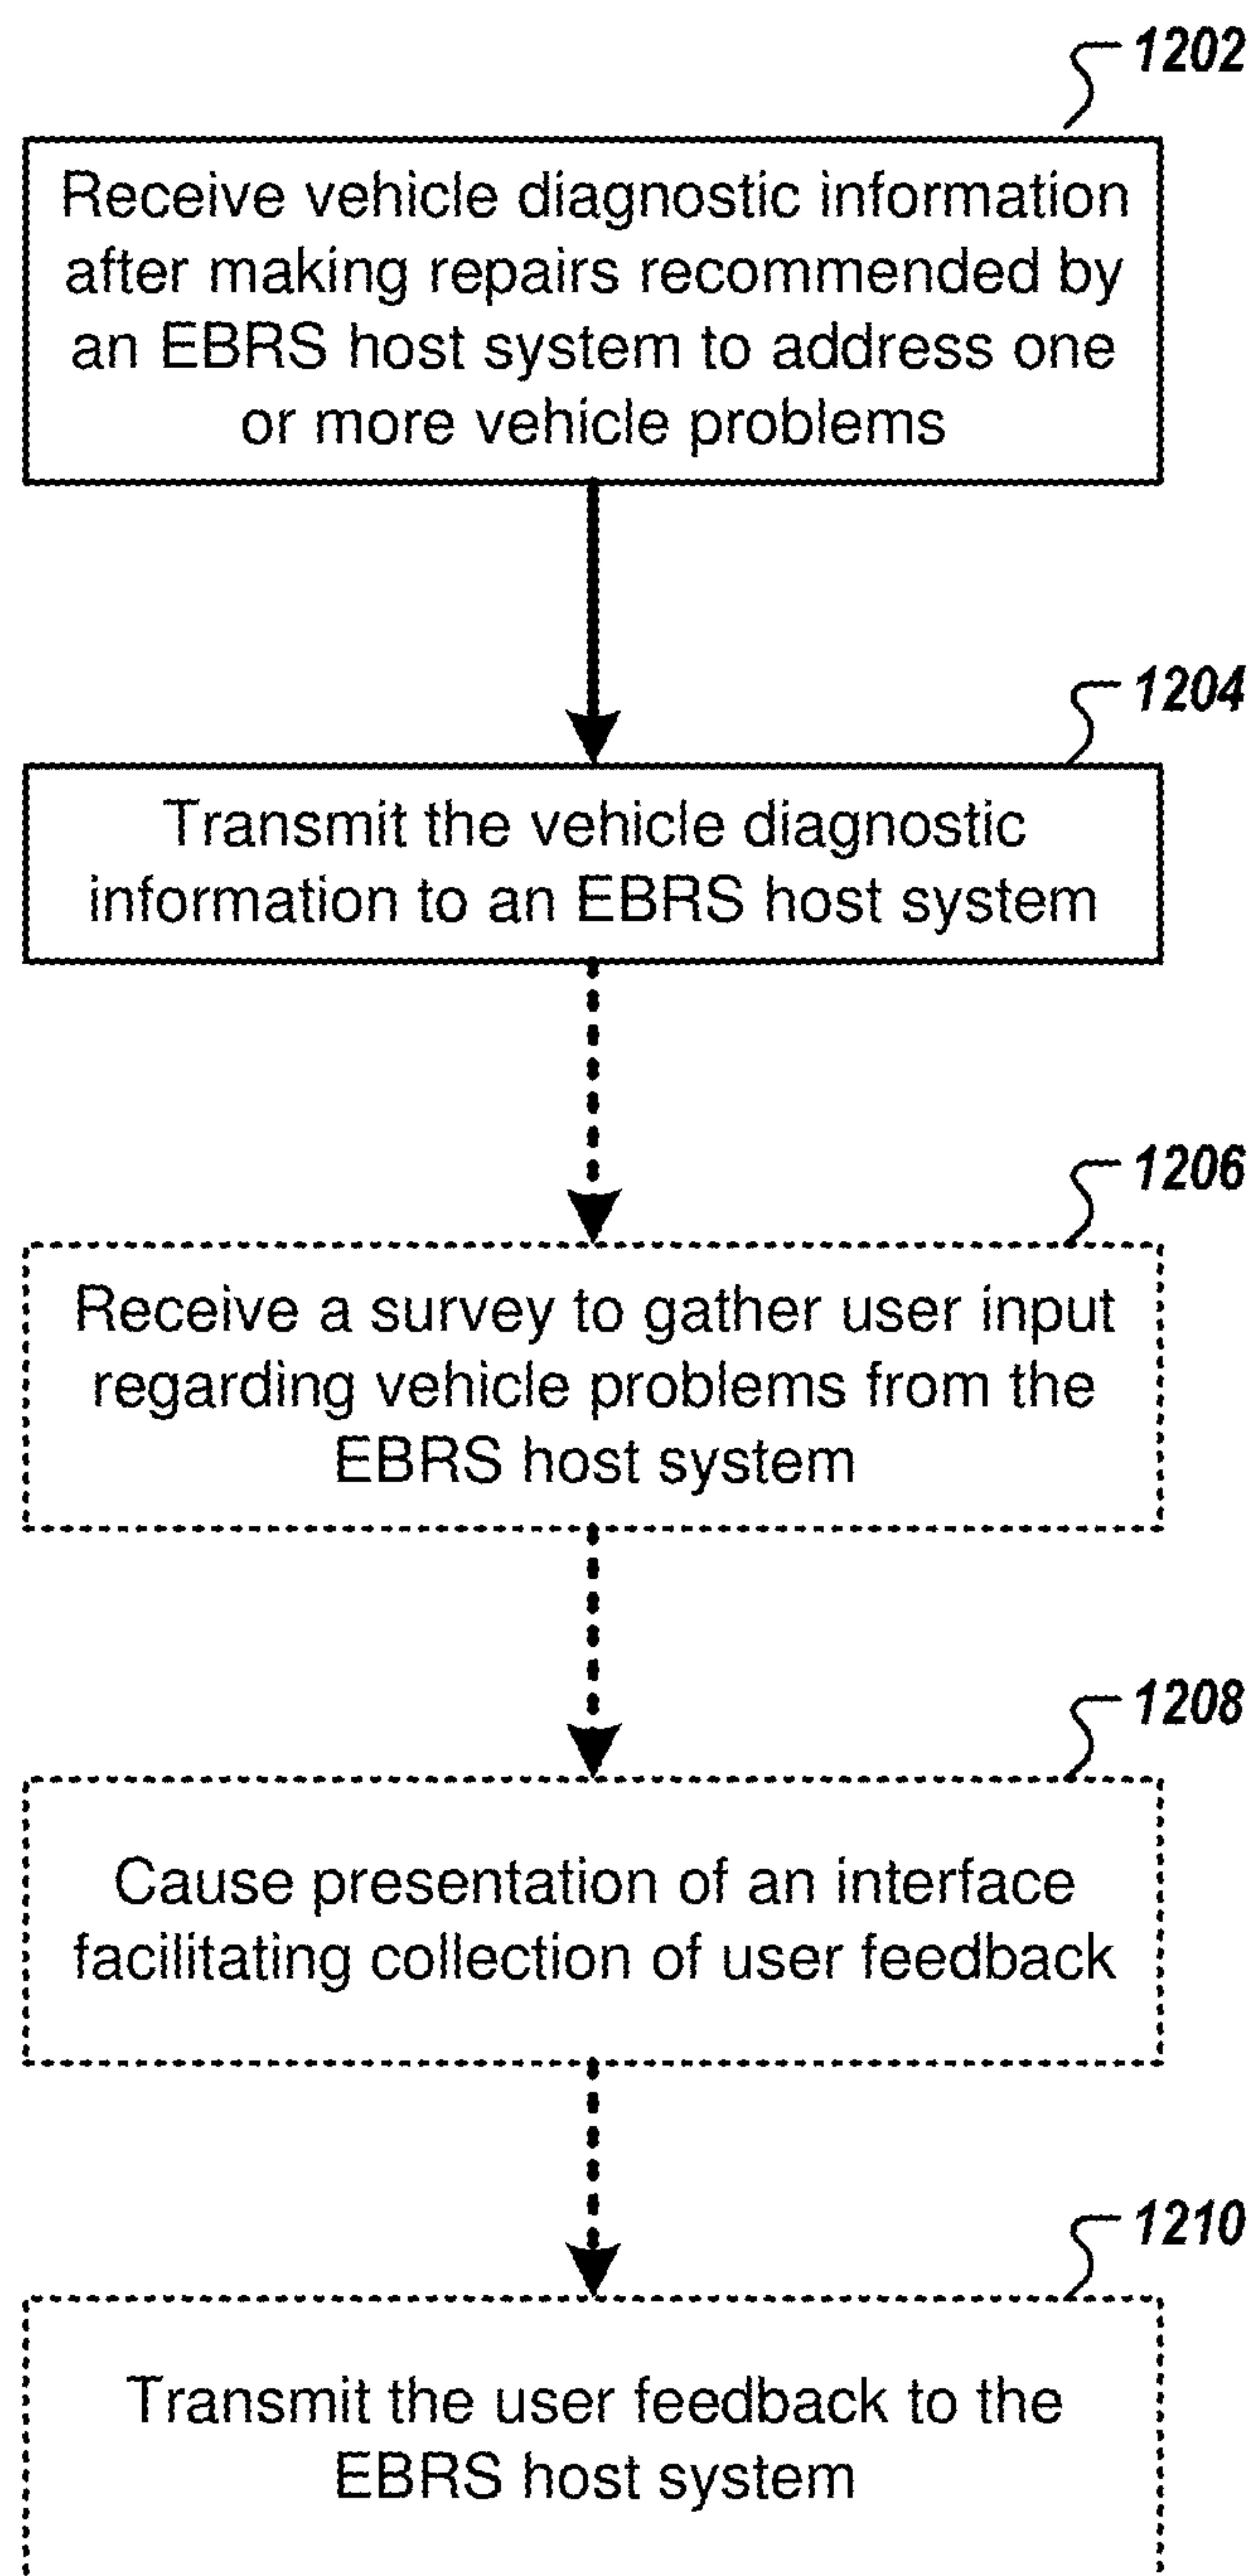 1202
Receive vehicle diagnostic information
after making repairs recommended by
an EBRS host system to address one
or more vehicle problems
1204
Transmit the vehicle diagnostic
information to an EBRS host system
1206
Receive a survey to gather user input
regarding vehicle problems from the
EBRS host system
1208
Cause presentation of an interface
facilitating collection of user feedback
1210
Transmit the user feedback to the
EBRS host system